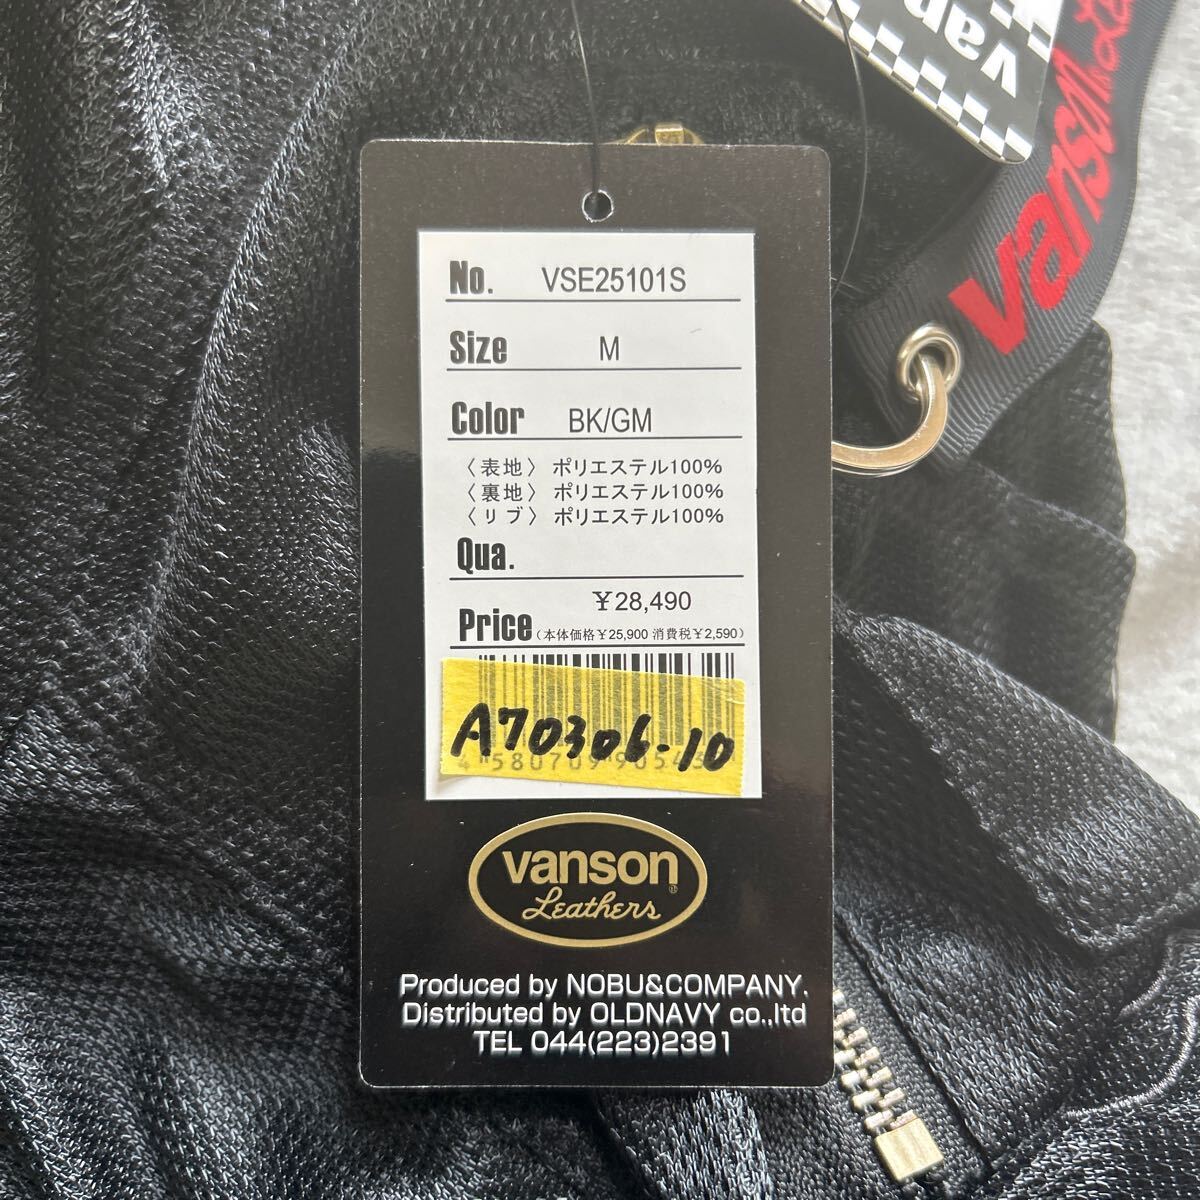 No. VSE25101S
Size M
Color BK/GM
〈表地〉 ポリエステル100%
〈裏地〉 ポリエステル100%
〈リブ〉 ポリエステル100%
Qua.
Price ¥28,490
(本体価格¥25,900 消費税¥2,590)
A70306-10
4 580709 9054
vanson
Leathers
Produced by NOBU&COMPANY.
Distributed by OLDNAVY co.,ltd
TEL 044(223)2391
vanson